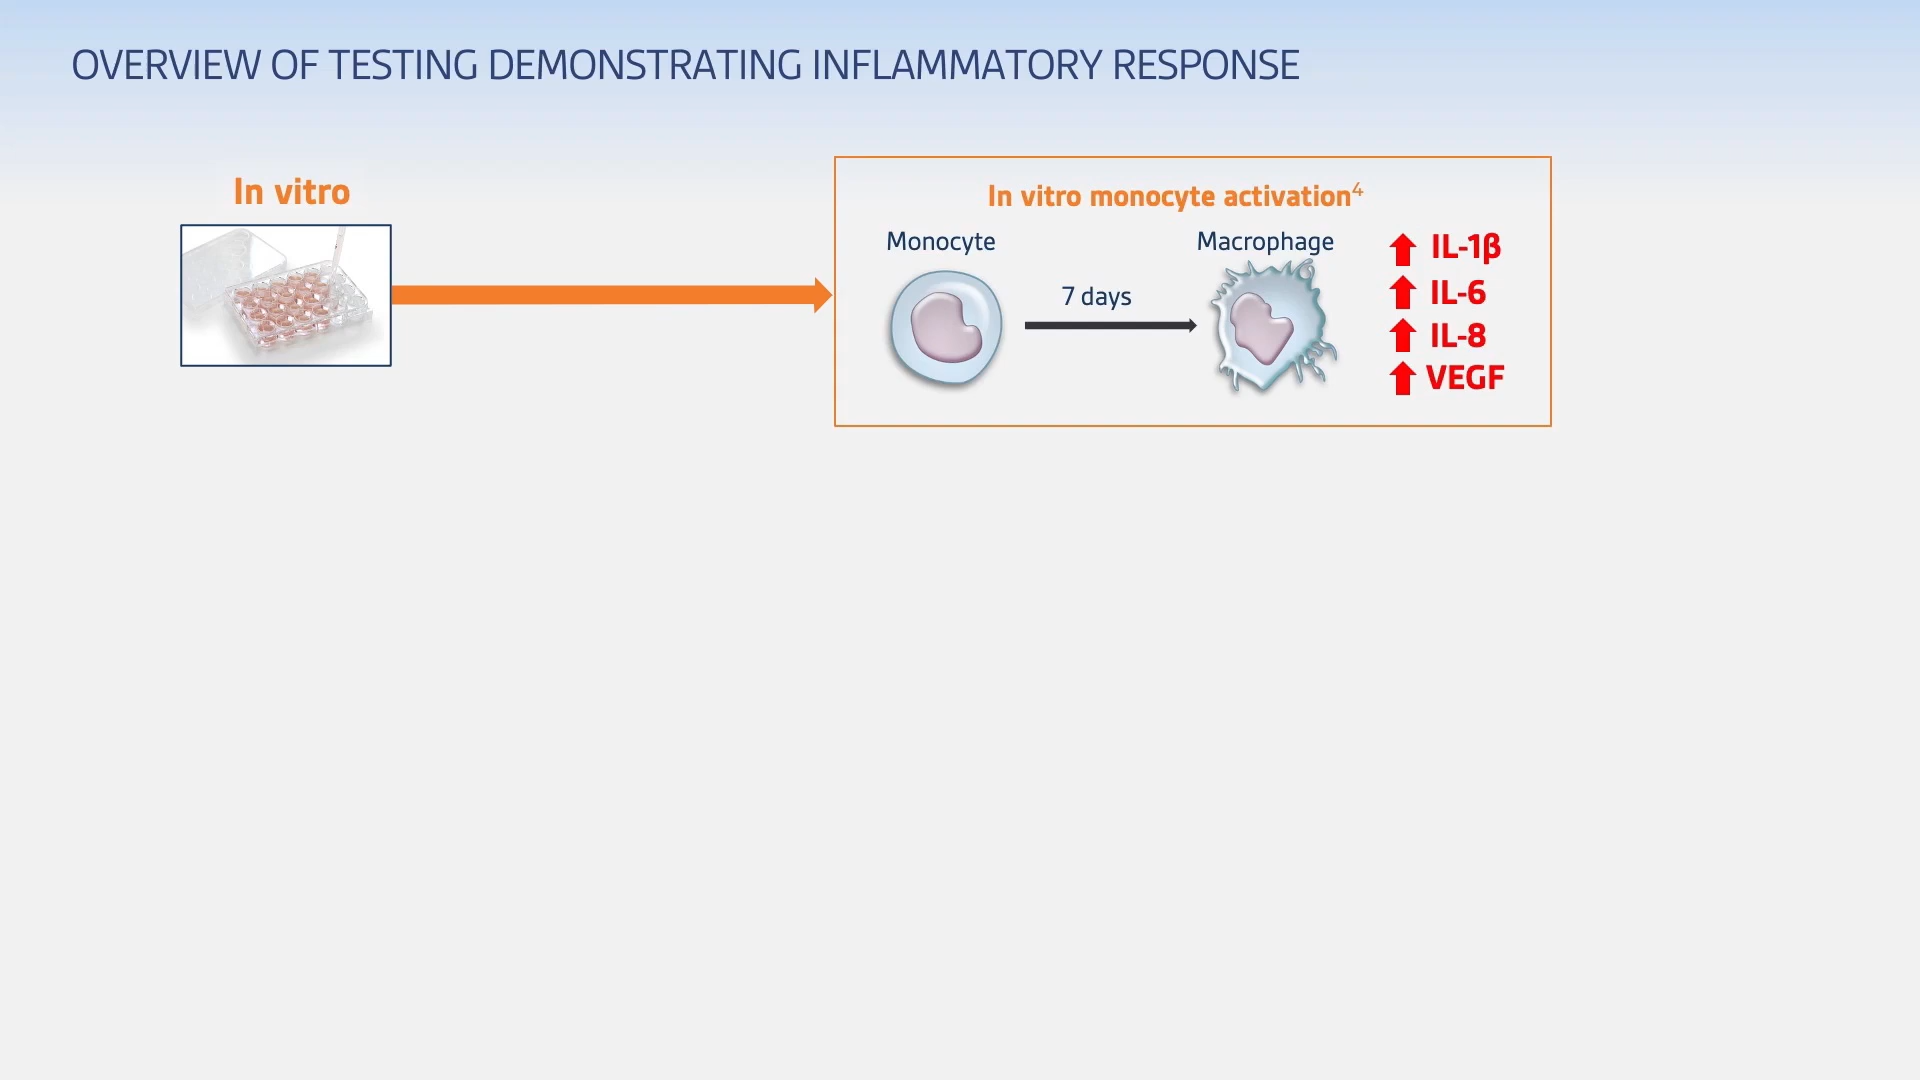 OVERVIEW OF TESTING DEMONSTRATING INFLAMMATORY RESPONSE
In vitro
In vitro monocyte activation⁴
Monocyte
7 days
Macrophage
IL-1β
IL-6
IL-8
VEGF